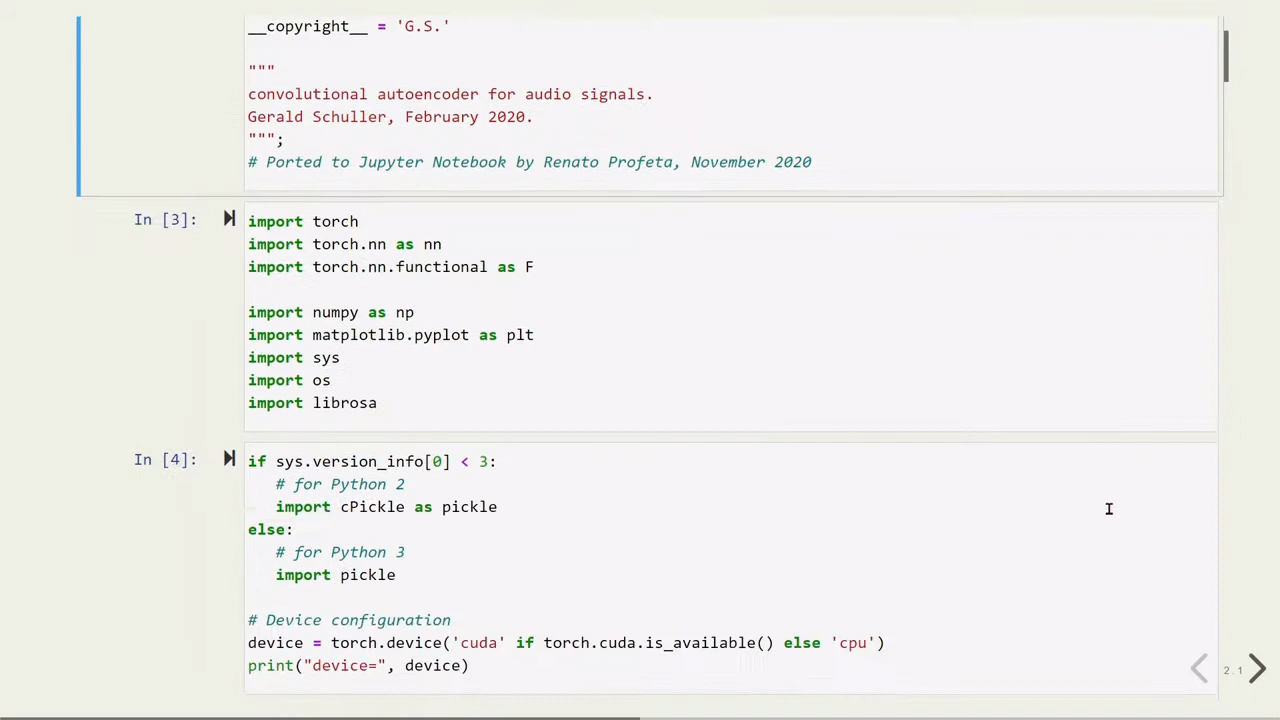 __copyright__ = 'G.S.'
"""
convolutional autoencoder for audio signals.
Gerald Schuller, February 2020.
""";
# Ported to Jupyter Notebook by Renato Profeta, November 2020
In [3]:
import torch
import torch.nn as nn
import torch.nn.functional as F
import numpy as np
import matplotlib.pyplot as plt
import sys
import os
import librosa
In [4]:
if sys.version_info[0] < 3:
# for Python 2
import cPickle as pickle
else:
# for Python 3
import pickle
# Device configuration
device = torch.device('cuda' if torch.cuda.is_available() else 'cpu')
print("device=", device)
2.1